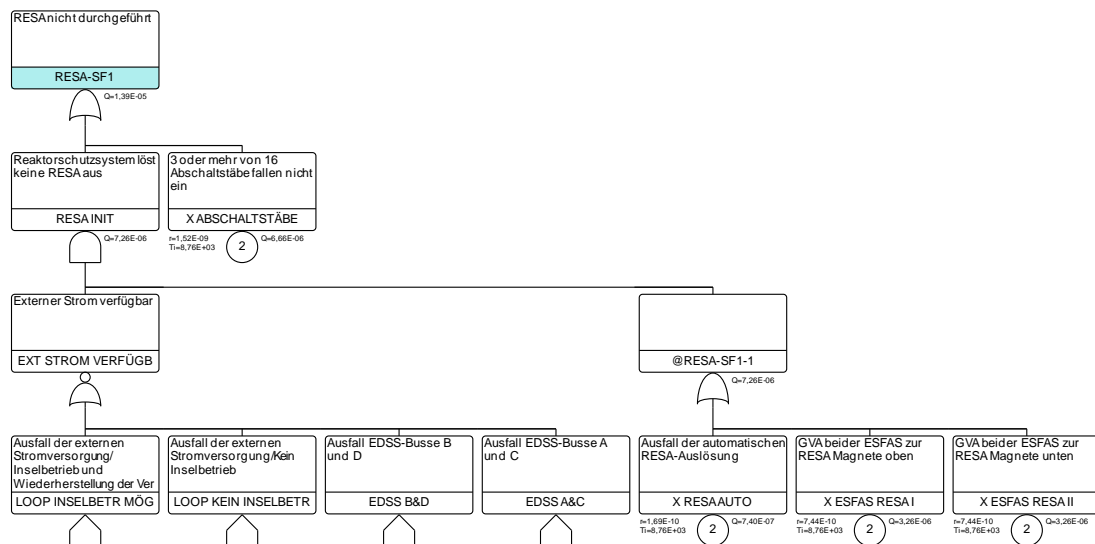 RESA nicht durchgeführt
RESA-SF1
Q=1,39E-05
Reaktorschutzsystem löst
keine RESA aus
RESA INIT
Q=7,26E-06
3 oder mehr von 16
Abschaltstäbe fallen nicht
ein
X ABSCHALTSTÄBE
r=1,52E-09
Ti=8,76E+03
2
Q=6,66E-06
Externer Strom verfügbar
EXT STROM VERFÜGB
@RESA-SF1-1
Q=7,26E-06
Ausfall der externen
Stromversorgung/
Inselbetrieb und
Wiederherstellung der Ver
LOOP INSELBETR MÖG
Ausfall der externen
Stromversorgung/Kein
Inselbetrieb
LOOP KEIN INSELBETR
Ausfall EDSS-Busse B
und D
EDSS B&D
Ausfall EDSS-Busse A
und C
EDSS A&C
Ausfall der automatischen
RESA-Auslösung
X RESA AUTO
r=1,69E-10
Ti=8,76E+03
2
Q=7,40E-07
GVA beider ESFAS zur
RESA Magnete oben
X ESFAS RESA I
r=7,44E-10
Ti=8,76E+03
2
Q=3,26E-06
GVA beider ESFAS zur
RESA Magnete unten
X ESFAS RESA II
r=7,44E-10
Ti=8,76E+03
2
Q=3,26E-06